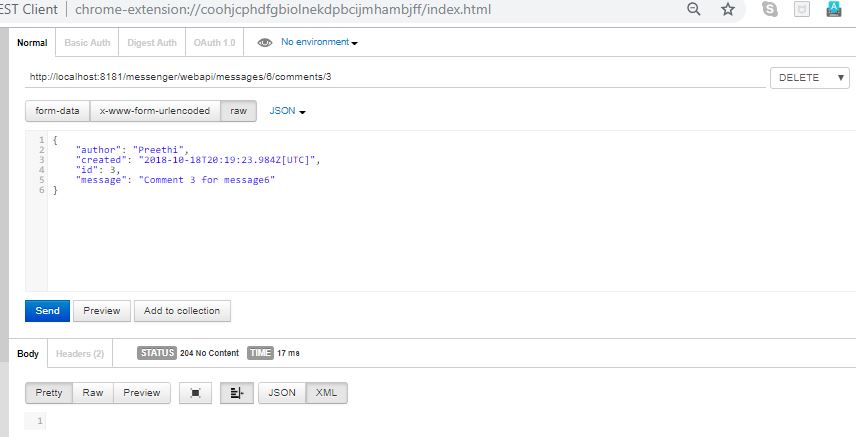 EST Client | chrome-extension://coohjcphdfgbiolnekdpbcijmhambjff/index.html
Normal Basic Auth Digest Auth OAuth 1.0 No environment
http://localhost:8181/messenger/webapi/messages/6/comments/3 DELETE
form-data x-www-form-urlencoded raw JSON
1 {
2 "author": "Preethi",
3 "created": "2018-10-18T20:19:23.984Z[UTC]",
4 "id": 3,
5 "message": "Comment 3 for message6"
6 }
Send Preview Add to collection
Body Headers (2) STATUS 204 No Content TIME 17 ms
Pretty Raw Preview JSON XML
1